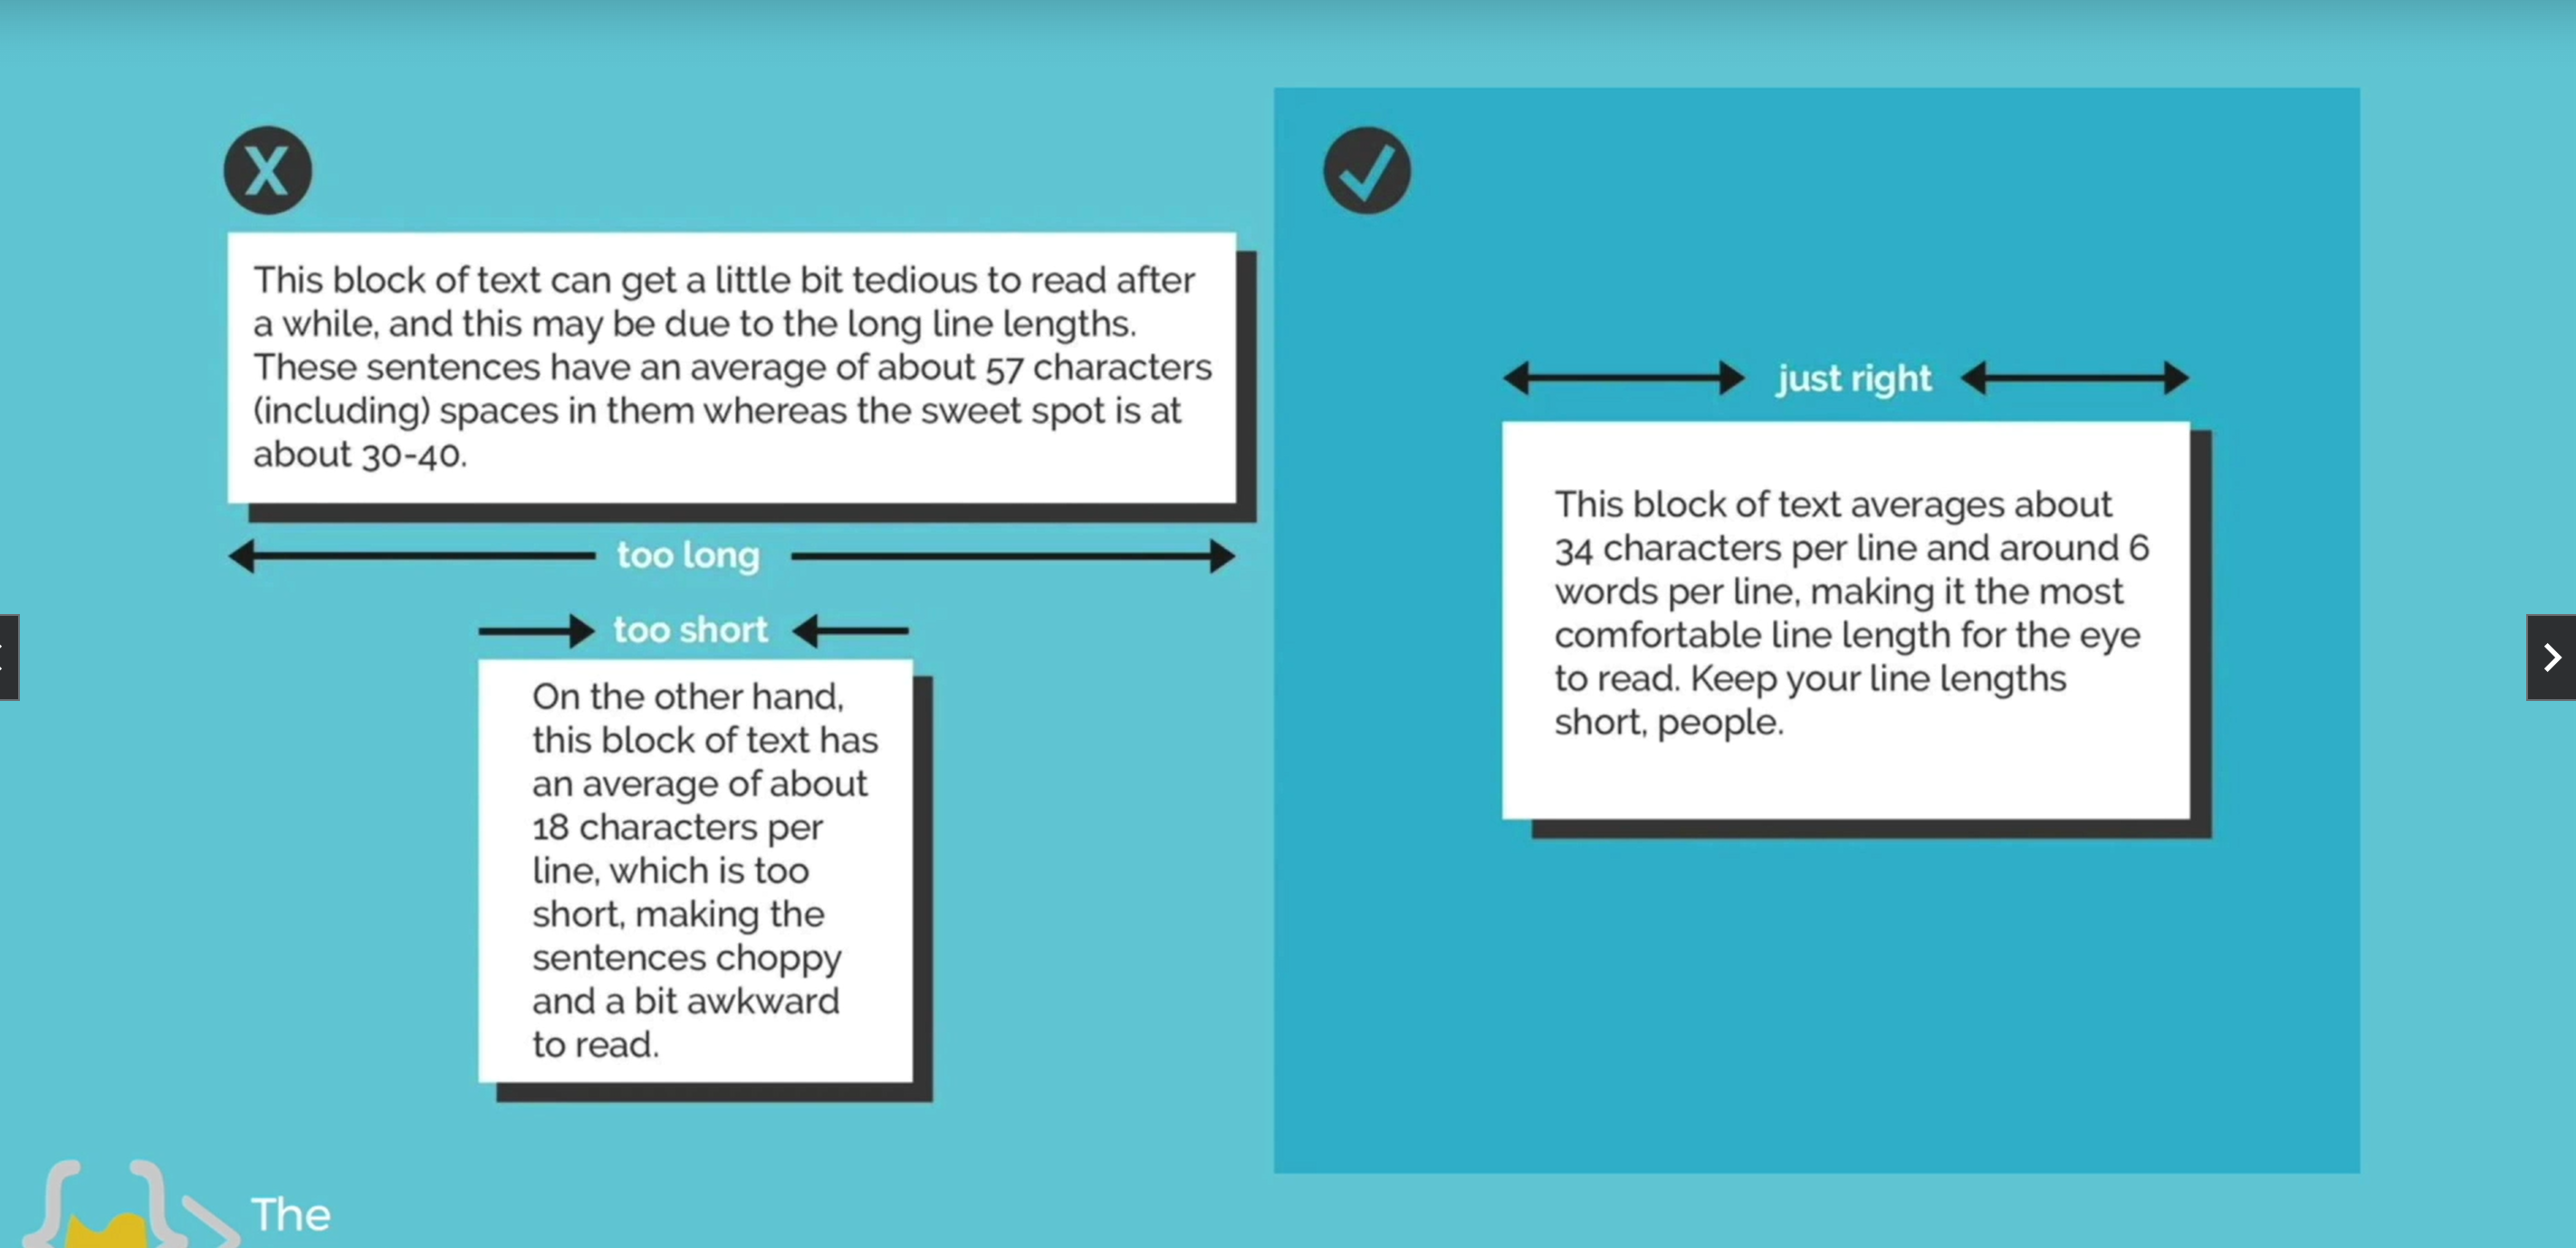 X
This block of text can get a little bit tedious to read after
a while, and this may be due to the long line lengths.
These sentences have an average of about 57 characters
(including) spaces in them whereas the sweet spot is at
about 30-40.
too long
too short
On the other hand,
this block of text has
an average of about
18 characters per
line, which is too
short, making the
sentences choppy
and a bit awkward
to read.
just right
This block of text averages about
34 characters per line and around 6
words per line, making it the most
comfortable line length for the eye
to read. Keep your line lengths
short, people.
The